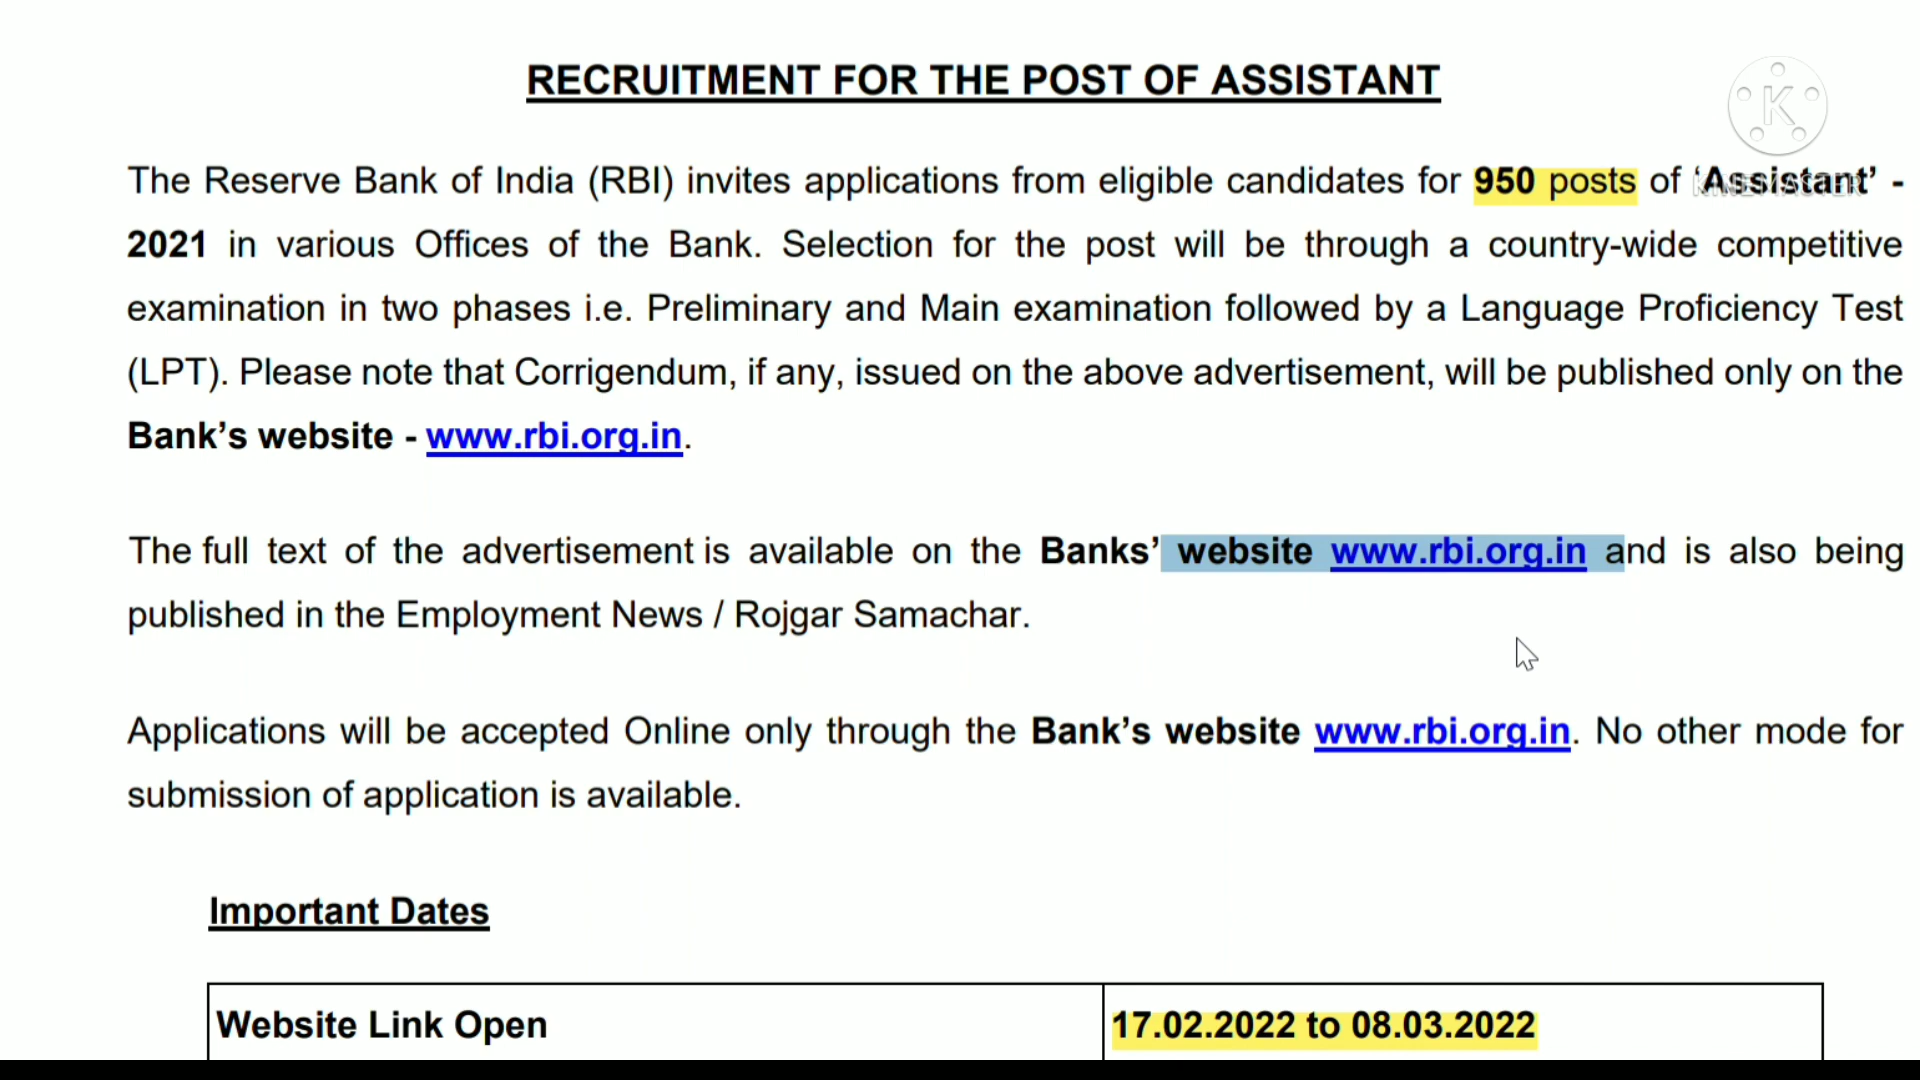 RECRUITMENT FOR THE POST OF ASSISTANT
K
The Reserve Bank of India (RBI) invites applications from eligible candidates for 950 posts of ‘Assistant’ -
KINEMASTER
2021 in various Offices of the Bank. Selection for the post will be through a country-wide competitive
examination in two phases i.e. Preliminary and Main examination followed by a Language Proficiency Test
(LPT). Please note that Corrigendum, if any, issued on the above advertisement, will be published only on the
Bank’s website - www.rbi.org.in.
The full text of the advertisement is available on the Banks’ website www.rbi.org.in and is also being
published in the Employment News / Rojgar Samachar.
Applications will be accepted Online only through the Bank’s website www.rbi.org.in. No other mode for
submission of application is available.
Important Dates
Website Link Open 17.02.2022 to 08.03.2022